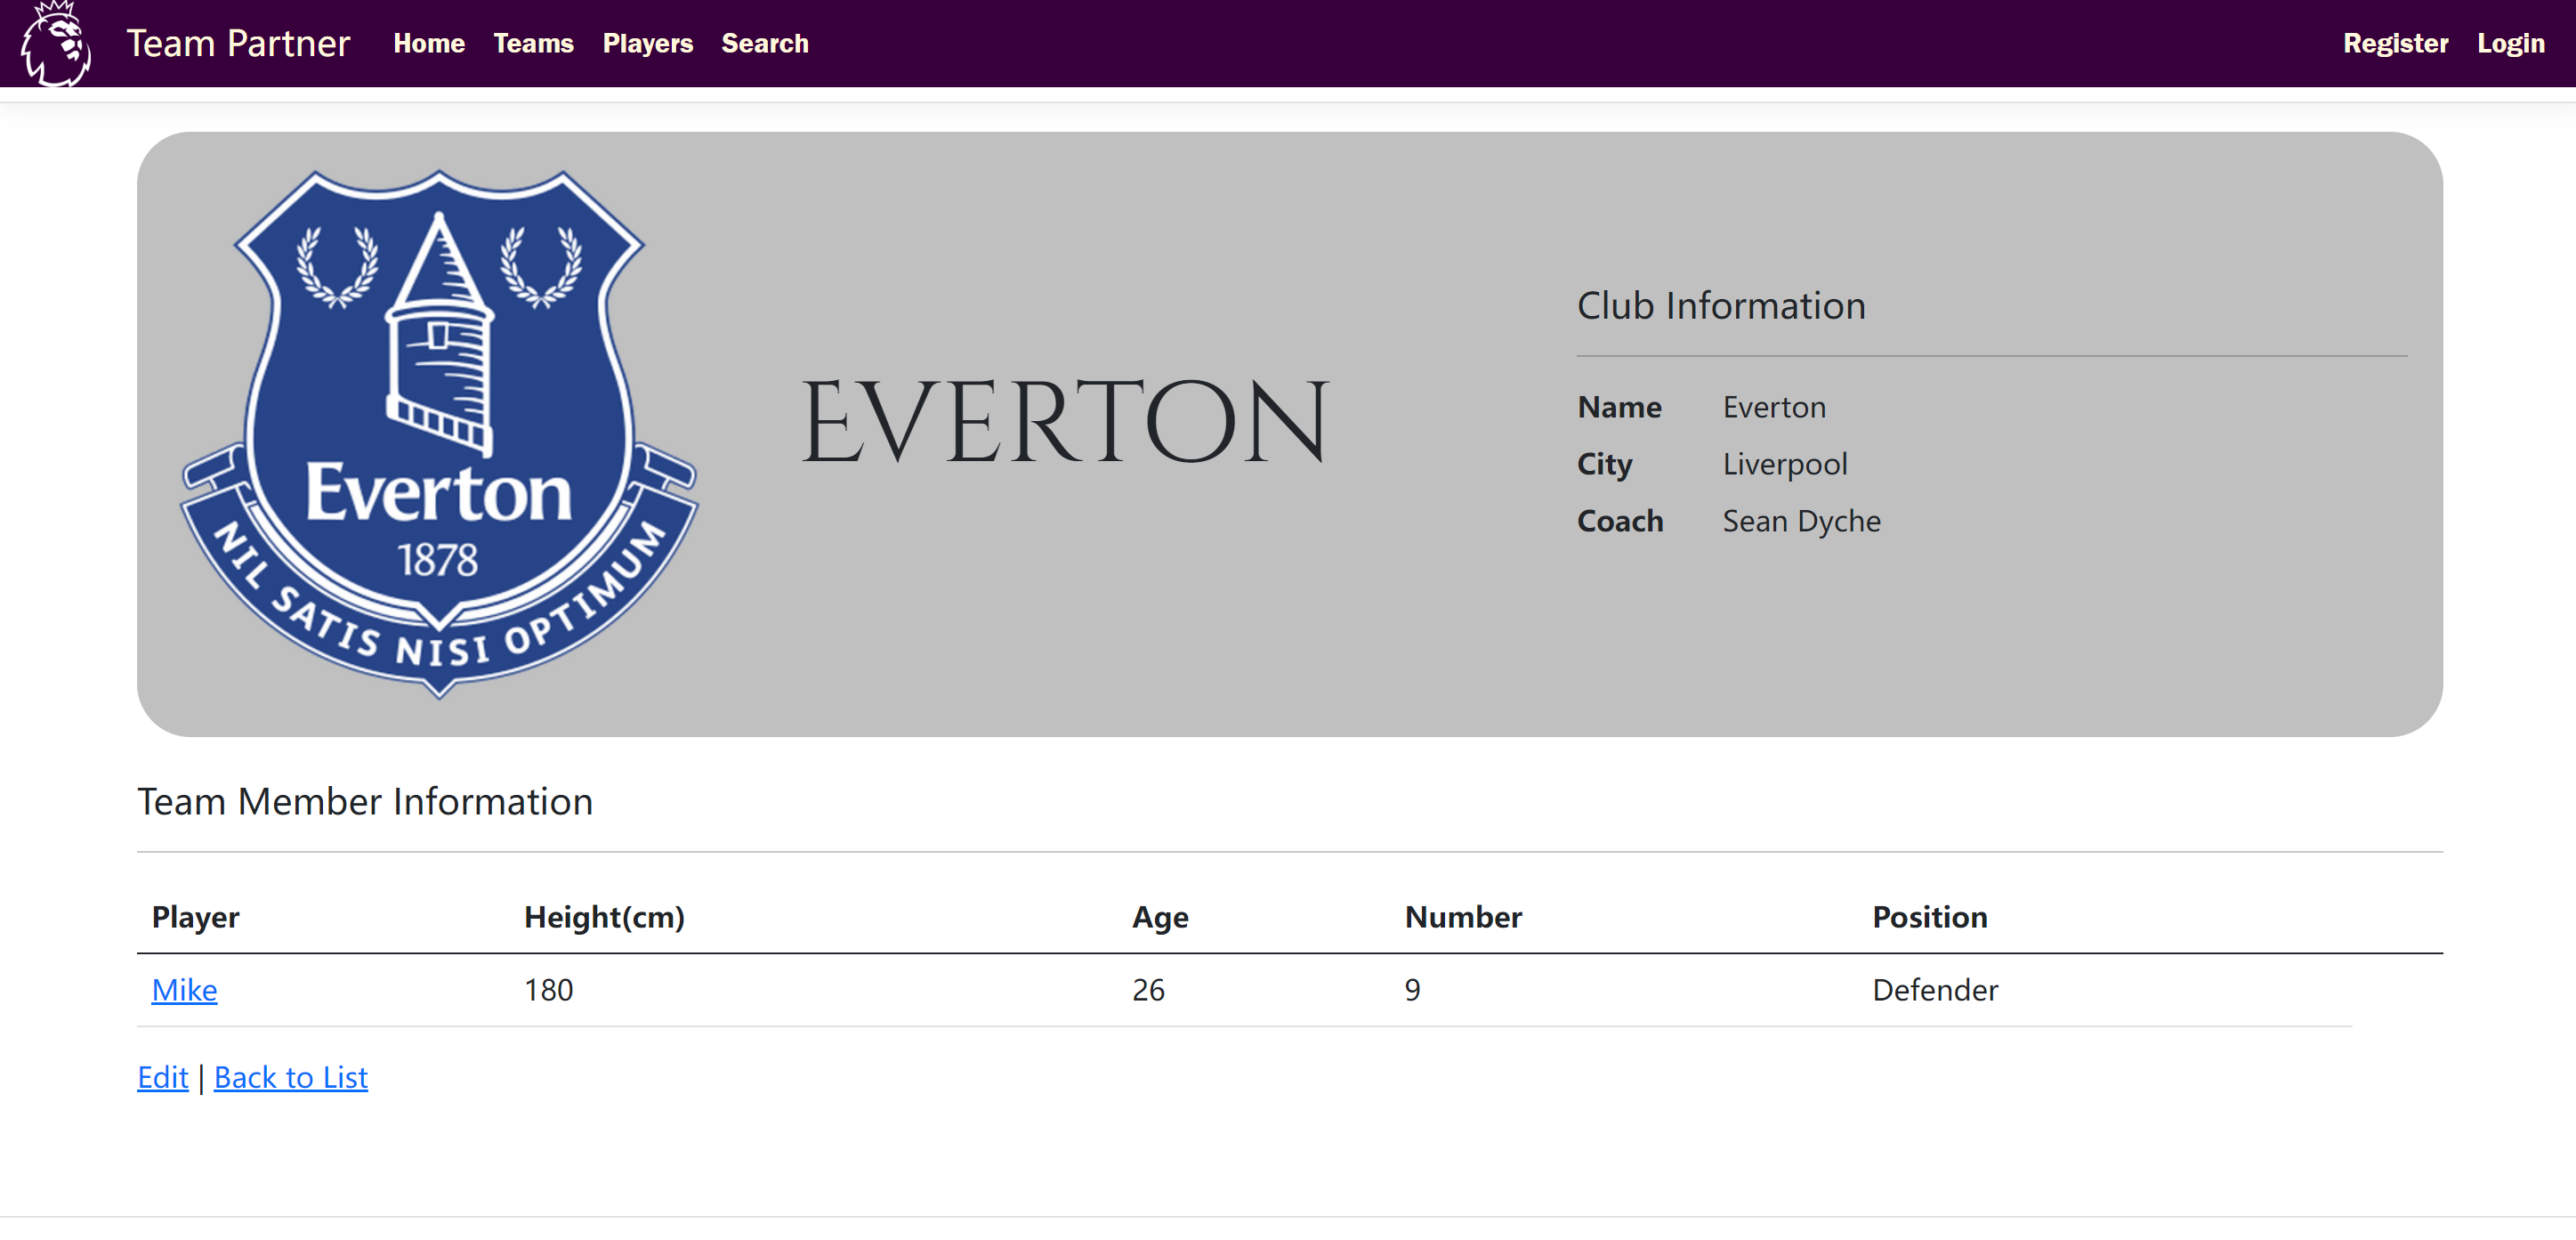 Team Partner Home Teams Players Search Register Login
Everton
1878
NIL SATIS NISI OPTIMUM
EVERTON
Club Information
Name Everton
City Liverpool
Coach Sean Dyche
Team Member Information
Player Height(cm) Age Number Position
Mike 180 26 9 Defender
Edit | Back to List